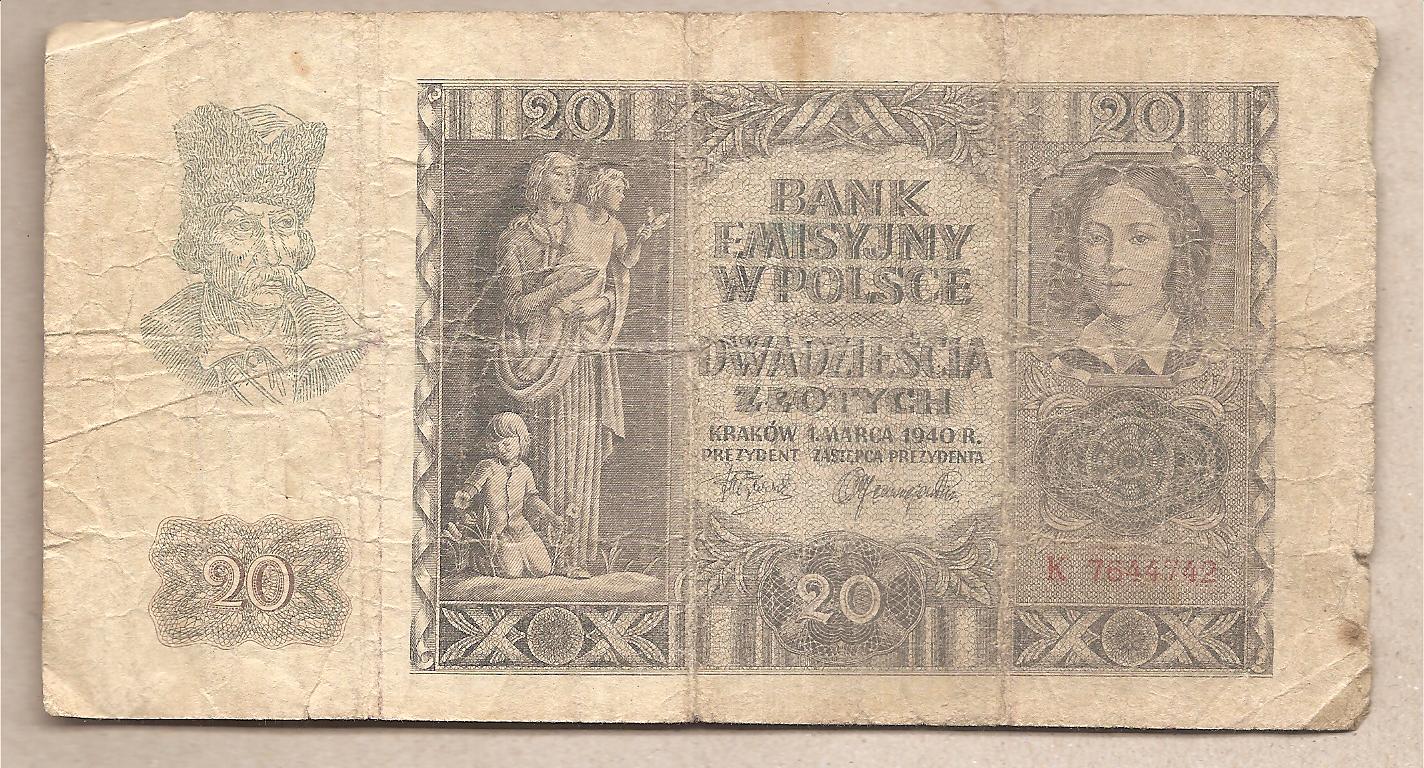 20
20
BANK
EMISYJNY
W POLSCE
DWADZIEŚCIA
ZŁOTYCH
KRAKÓW 1. MARCA 1940 R.
PREZYDENT ZASTĘPCA PREZYDENTA
K 7644742
20
20